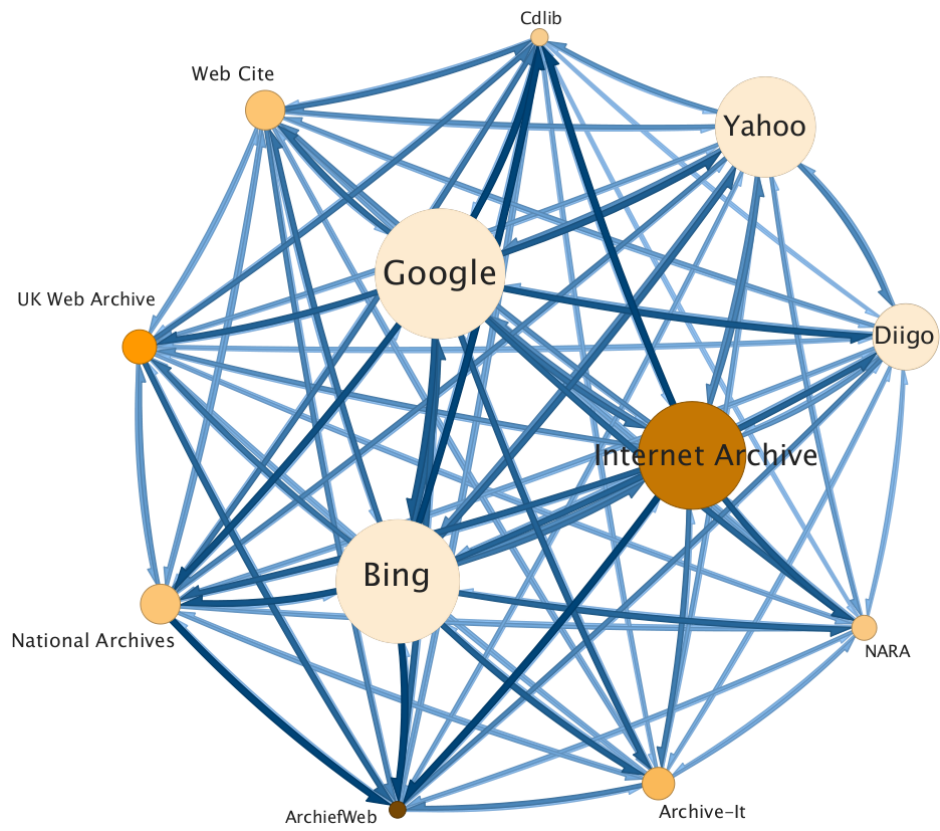 Cdlib
Web Cite
Yahoo
Google
UK Web Archive
Diigo
Internet Archive
Bing
National Archives
NARA
Archive-It
ArchiefWeb